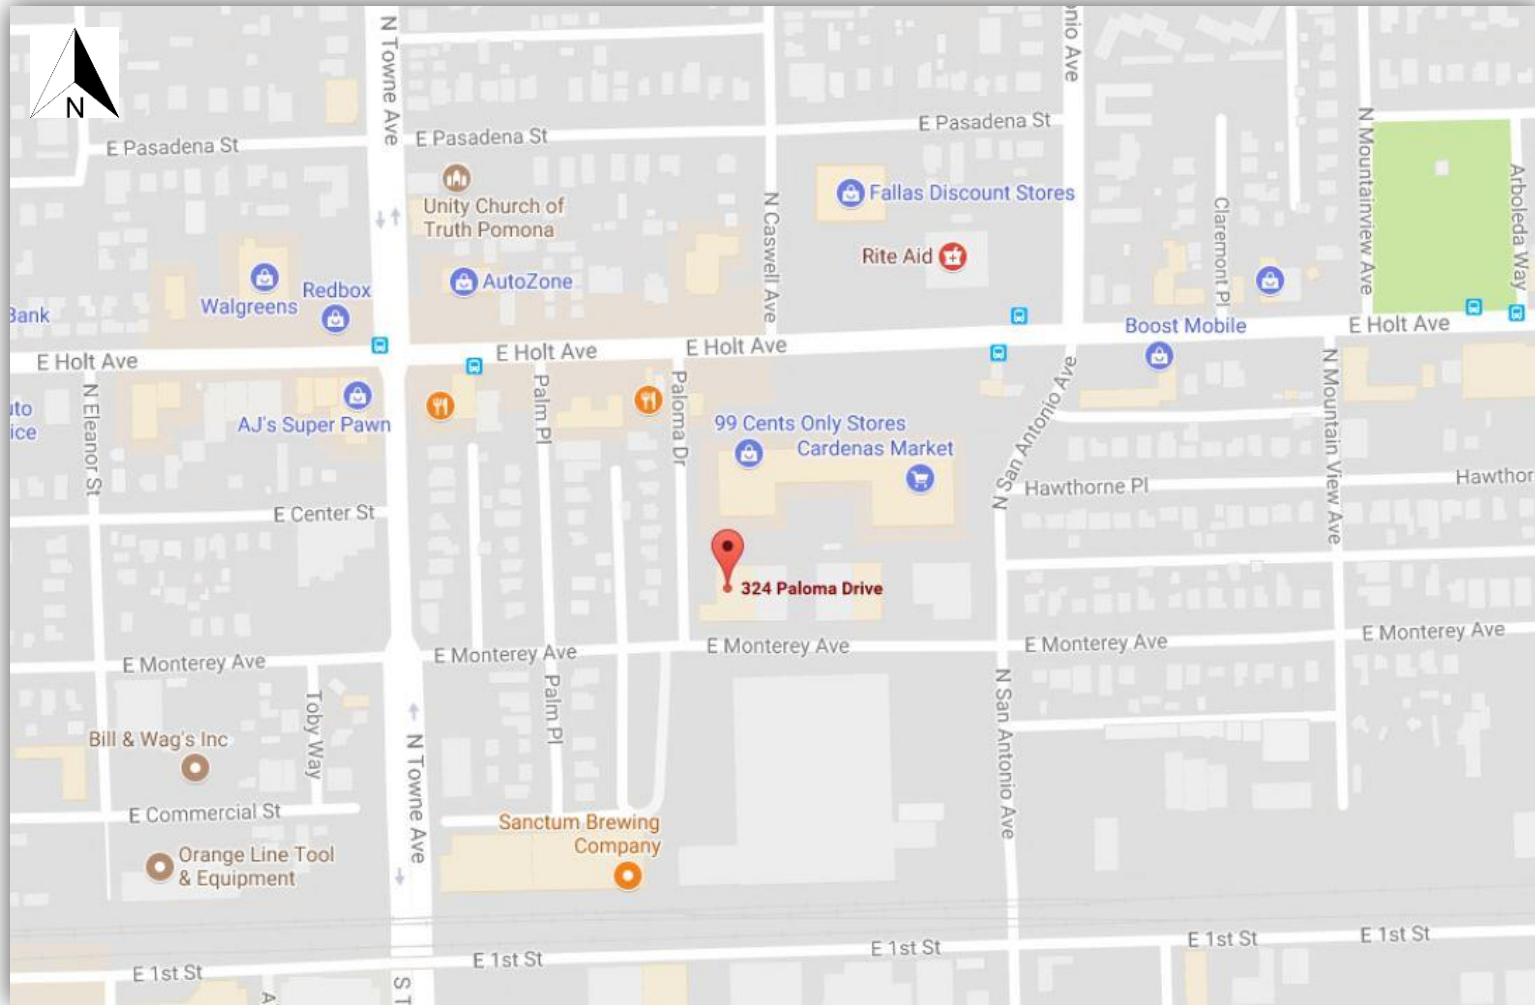 N
N Towne Ave
onio Ave
E Pasadena St
E Pasadena St
E Pasadena St
N Mountainview Ave
Arboleda Way
Unity Church of
Truth Pomona
N Caswell Ave
Fallas Discount Stores
Claremont Pl
Rite Aid
Walgreens
Redbox
AutoZone
Bank
E Holt Ave
E Holt Ave
E Holt Ave
Boost Mobile
E Holt Ave
N Eleanor St
uto
ice
AJ's Super Pawn
Palm Pl
Paloma Dr
99 Cents Only Stores
Cardenas Market
N San Antonio Ave
N Mountain View Ave
Hawthorne Pl
Hawthor
E Center St
324 Paloma Drive
E Monterey Ave
E Monterey Ave
E Monterey Ave
E Monterey Ave
E Monterey Ave
Toby Way
Palm Pl
N San Antonio Ave
Bill & Wag's Inc
N Towne Ave
E Commercial St
Sanctum Brewing
Company
Orange Line Tool
& Equipment
E 1st St
E 1st St
E 1st St
E 1st St
E 1st St
S T
A